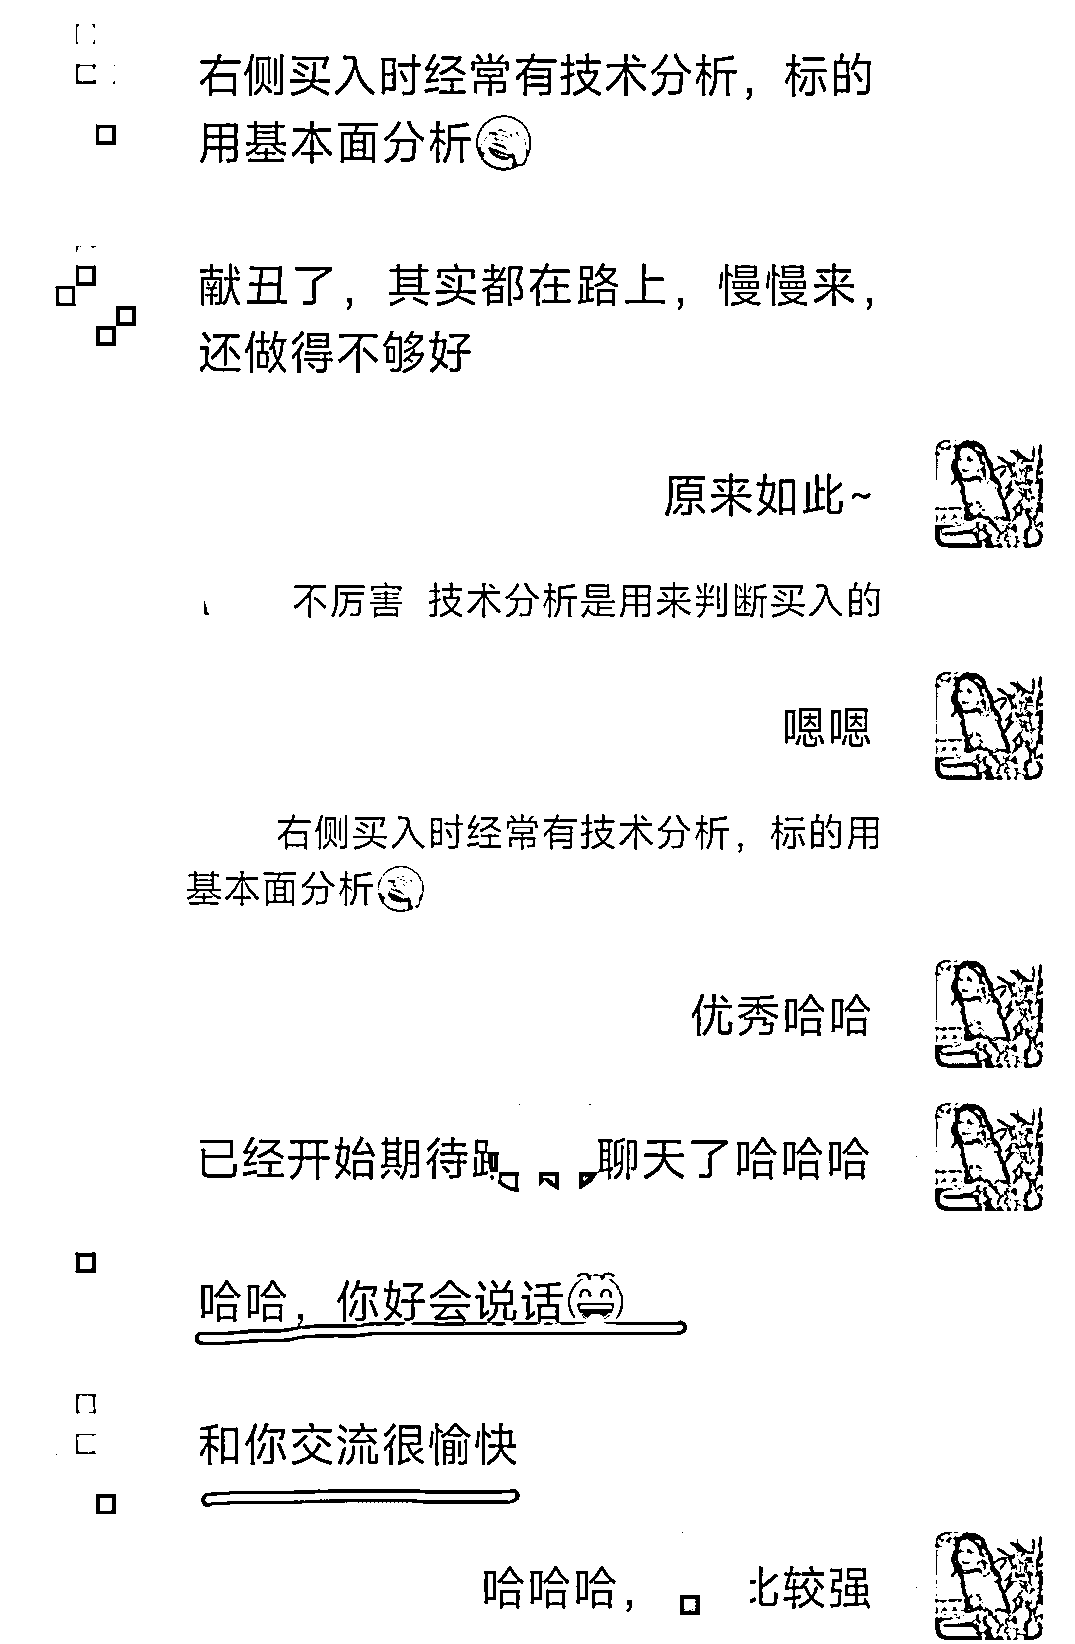 右侧买入时经常有技术分析，标的
用基本面分析
献丑了，其实都在路上，慢慢来，
还做得不够好
原来如此~
不厉害 技术分析是用来判断买入的
嗯嗯
右侧买入时经常有技术分析，标的用
基本面分析
优秀哈哈
已经开始期待 聊天了哈哈哈
哈哈，你好会说话
和你交流很愉快
哈哈哈， 较强